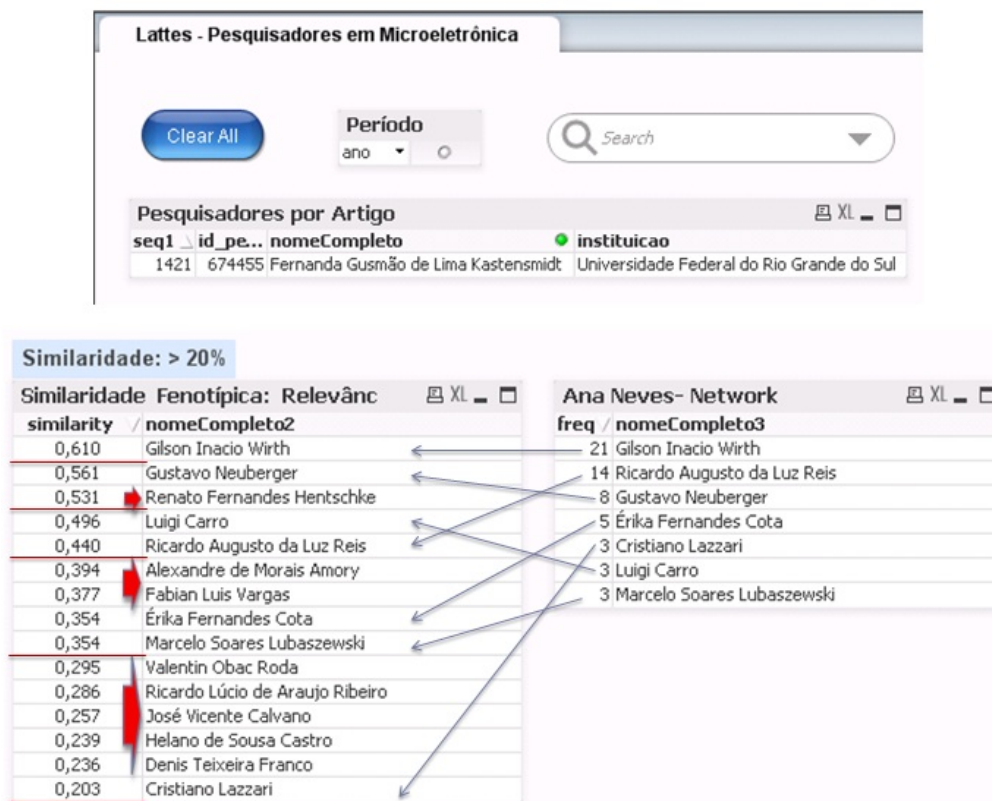 Lattes - Pesquisadores em Microeletrônica
Clear All
Período
ano
Search
Pesquisadores por Artigo XL
seq1 id_pe... nomeCompleto instituicao
1421 674455 Fernanda Gusmão de Lima Kastensmidt Universidade Federal do Rio Grande do Sul
Similaridade: > 20%
Similaridade Fenotípica: Relevânc XL
similarity nomeCompleto2
0,610 Gilson Inacio Wirth
0,561 Gustavo Neuberger
0,531 Renato Fernandes Hentschke
0,496 Luigi Carro
0,440 Ricardo Augusto da Luz Reis
0,394 Alexandre de Morais Amory
0,377 Fabian Luis Vargas
0,354 Érika Fernandes Cota
0,354 Marcelo Soares Lubaszewski
0,295 Valentin Obac Roda
0,286 Ricardo Lúcio de Araujo Ribeiro
0,257 José Vicente Calvano
0,239 Helano de Sousa Castro
0,236 Denis Teixeira Franco
0,203 Cristiano Lazzari
Ana Neves- Network XL
freq nomeCompleto3
21 Gilson Inacio Wirth
14 Ricardo Augusto da Luz Reis
8 Gustavo Neuberger
5 Érika Fernandes Cota
3 Cristiano Lazzari
3 Luigi Carro
3 Marcelo Soares Lubaszewski